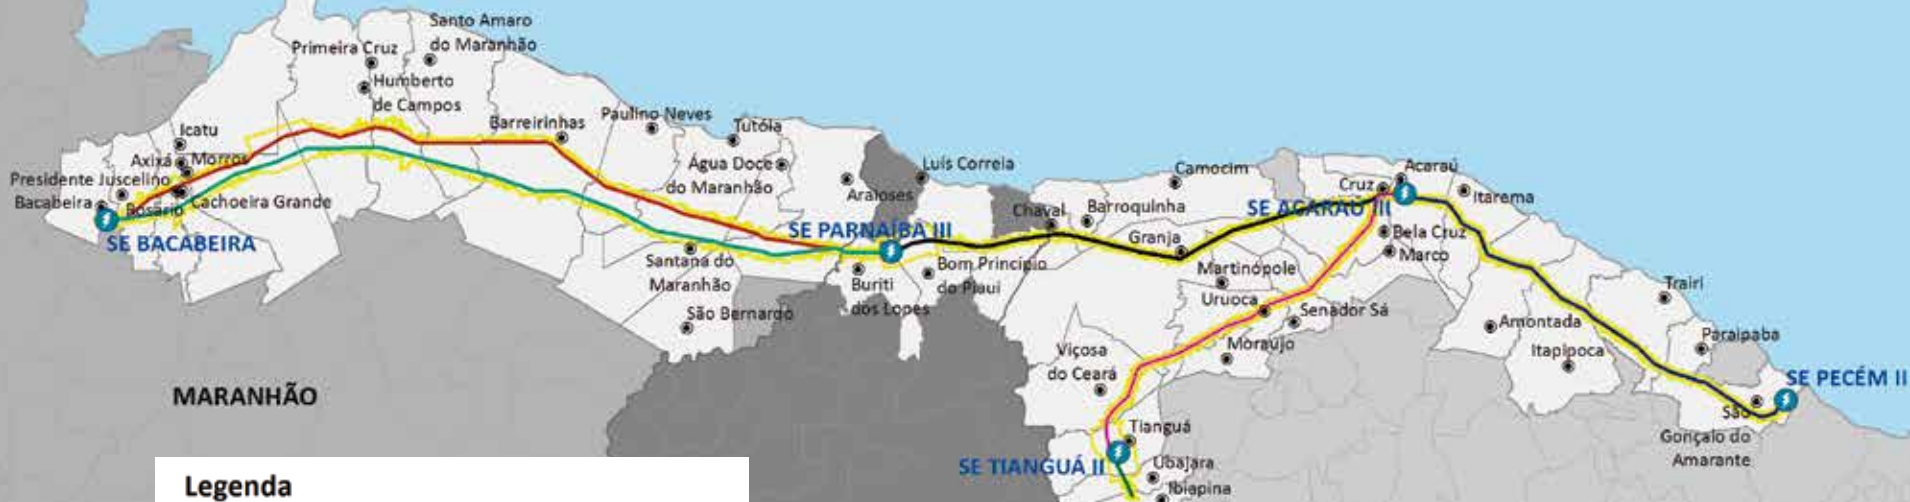 Santo Amaro
do Maranhão
Primeira Cruz
Humberto
de Campos
Icatu
Axixá
Morros
Presidente Juscelino
Bacabeira
Rosário
Cachoeira Grande
SE BACABEIRA
Barreirinhas
Paulino Neves
Tutóia
Água Doce
do Maranhão
Araioses
Luís Correia
SE PARNAÍBA III
Santana do
Maranhão
São Bernardo
Buriti
dos Lopes
Bom Princípio
do Piauí
Chaval
Barroquinha
Camocim
Granja
Martinópole
Uruoca
Senador Sá
Moraújo
Viçosa
do Ceará
Tianguá
SE TIANGUÁ II
Ubajara
Ibiapina
Cruz
Acaraú
SE ACARAÚ III
Itarema
Bela Cruz
Marco
Amontada
Itapipoca
Trairi
Paraipaba
SE PECÉM II
São
Gonçalo do
Amarante
MARANHÃO
Legenda